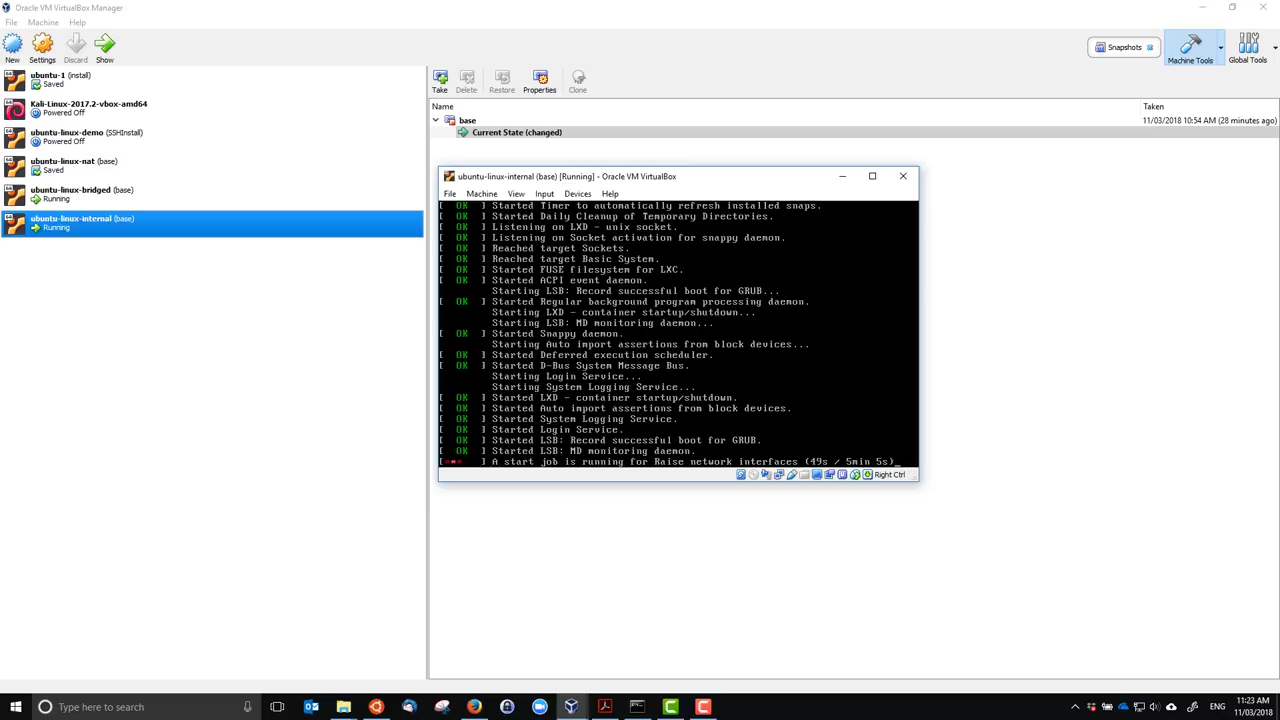 Oracle VM VirtualBox Manager
File Machine Help
New Settings Discard Show
Snapshots
Machine Tools
Global Tools
ubuntu-1 (install)
Saved
Kali-Linux-2017.2-vbox-amd64
Powered Off
ubuntu-linux-demo (SSHInstall)
Powered Off
ubuntu-linux-nat (base)
Saved
ubuntu-linux-bridged (base)
Running
ubuntu-linux-internal (base)
Running
Take Delete Restore Properties Clone
Name Taken
base 11/03/2018 10:54 AM (28 minutes ago)
Current State (changed)
ubuntu-linux-internal (base) [Running] - Oracle VM VirtualBox
File Machine View Input Devices Help
[ OK ] Started Timer to automatically refresh installed snaps.
[ OK ] Started Daily Cleanup of Temporary Directories.
[ OK ] Listening on LXD - unix socket.
[ OK ] Listening on Socket activation for snappy daemon.
[ OK ] Reached target Sockets.
[ OK ] Reached target Basic System.
[ OK ] Started FUSE filesystem for LXC.
[ OK ] Started ACPI event daemon.
Starting LSB: Record successful boot for GRUB...
[ OK ] Started Regular background program processing daemon.
Starting LXD - container startup/shutdown...
Starting LSB: MD monitoring daemon...
[ OK ] Started Snappy daemon.
Starting Auto import assertions from block devices...
[ OK ] Started Deferred execution scheduler.
[ OK ] Started D-Bus System Message Bus.
Starting Login Service...
Starting System Logging Service...
[ OK ] Started LXD - container startup/shutdown.
[ OK ] Started Auto import assertions from block devices.
[ OK ] Started System Logging Service.
[ OK ] Started Login Service.
[ OK ] Started LSB: Record successful boot for GRUB.
[ OK ] Started LSB: MD monitoring daemon.
[*** ] A start job is running for Raise network interfaces (49s / 5min 5s)_
Right Ctrl
Type here to search
ENG
11:23 AM
11/03/2018